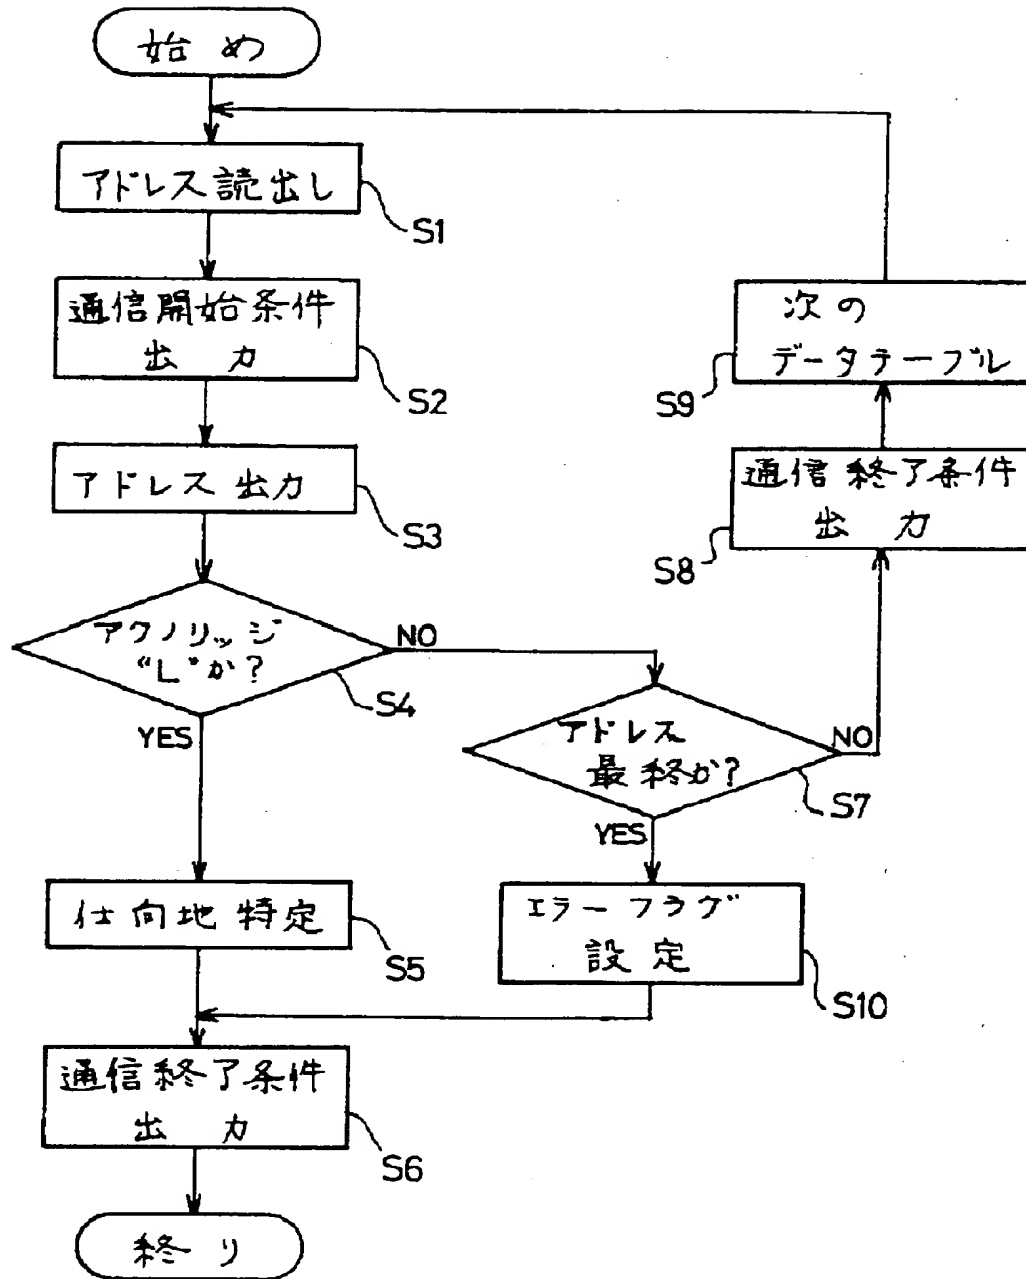 始め
アドレス読出し
S1
通信開始条件
出力
S2
アドレス出力
S3
アクノリッジ
"L"か?
S4
NO
YES
仕向地特定
S5
通信終了条件
出力
S6
終り
アドレス
最終か?
S7
NO
YES
通信終了条件
出力
S8
次の
データテーブル
S9
エラーフラグ
設定
S10